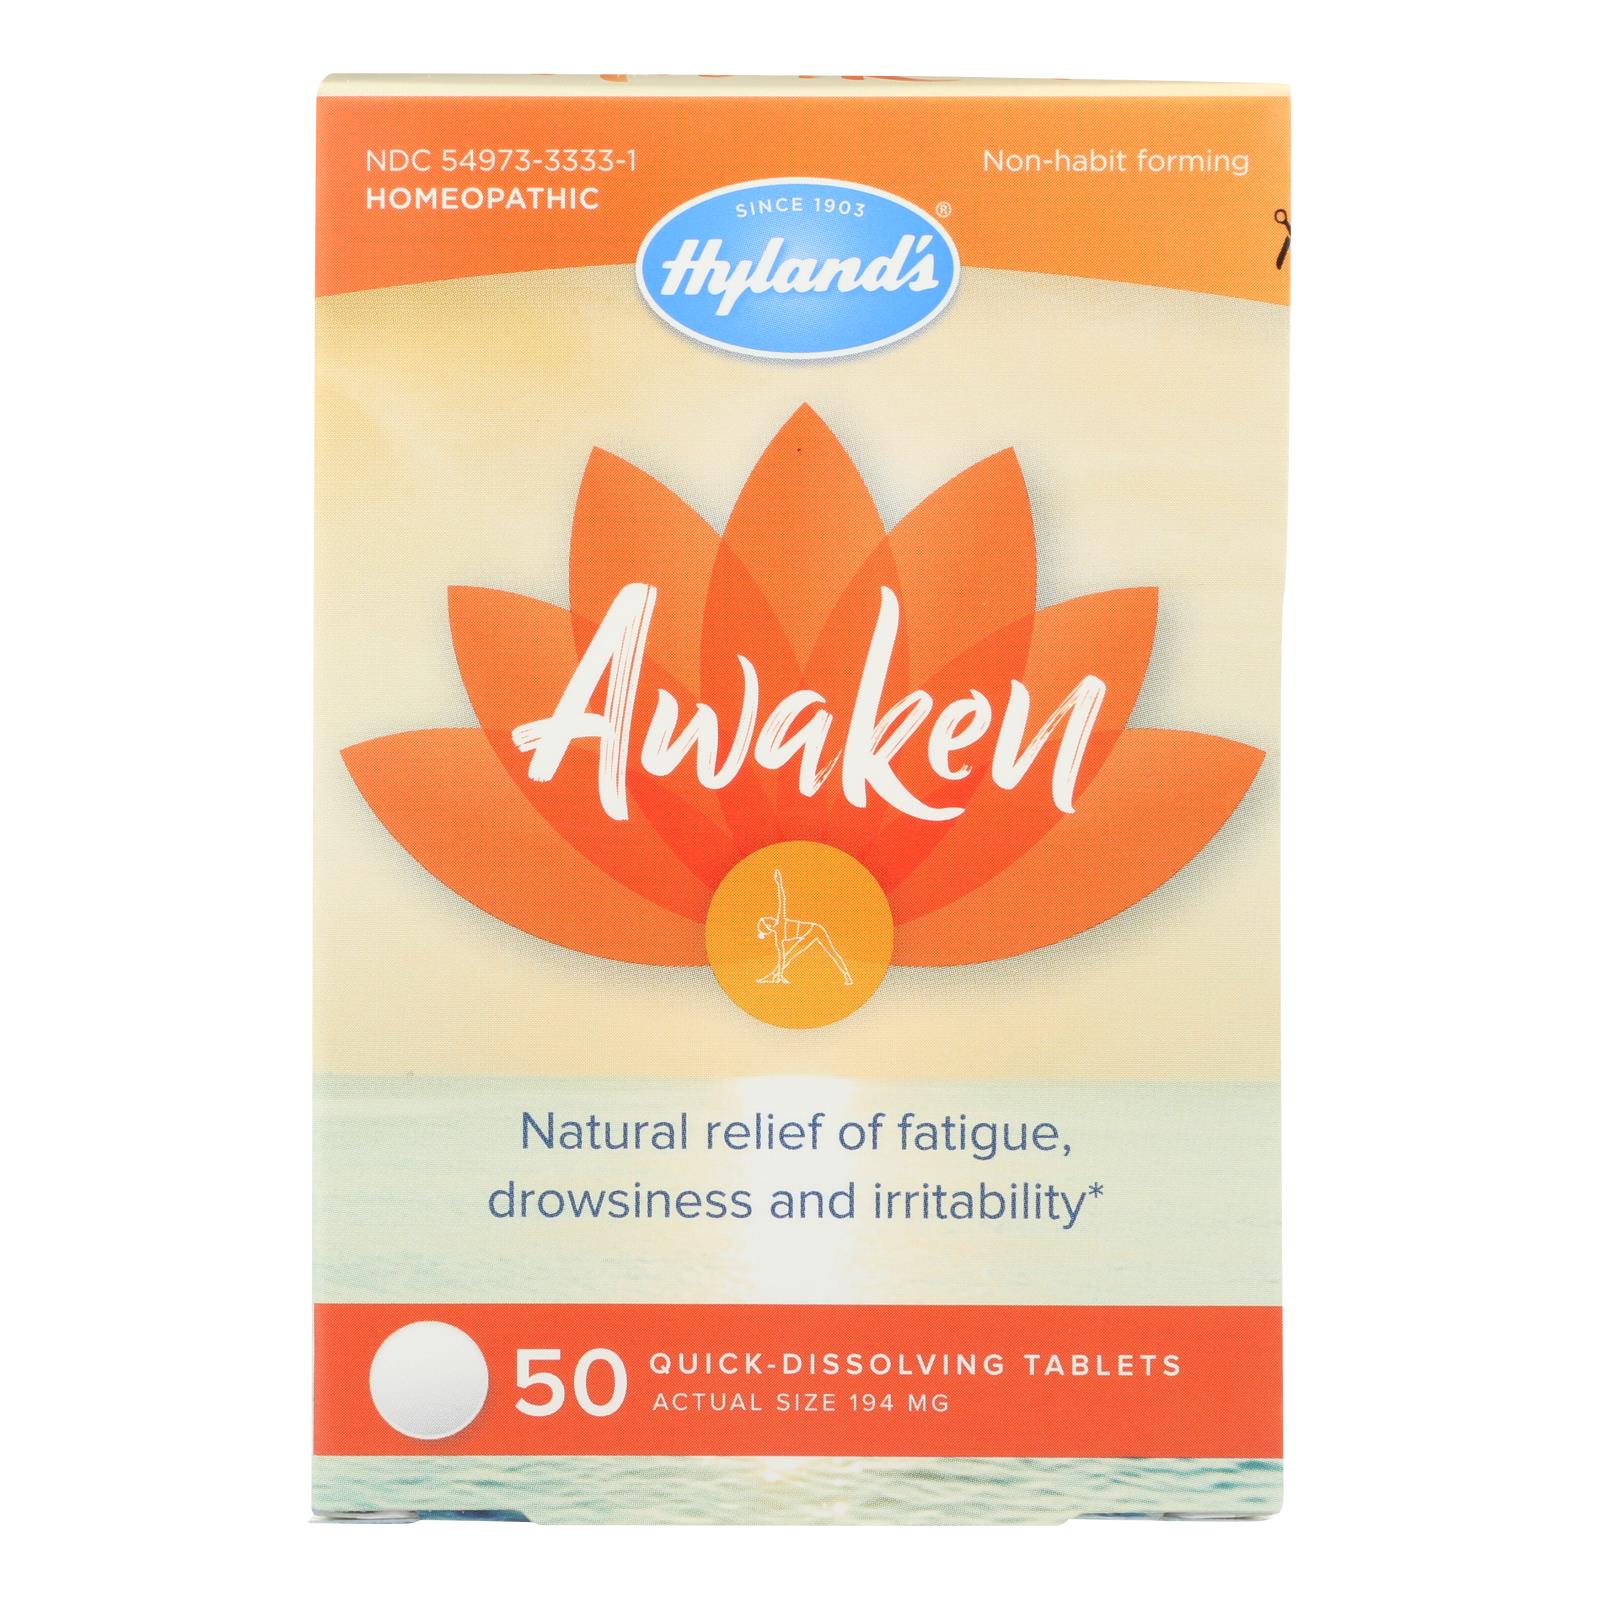 NDC 54973-3333-1
HOMEOPATHIC
Non-habit forming
SINCE 1903
®
Hyland's
Awaken
Natural relief of fatigue,
drowsiness and irritability*
50
QUICK-DISSOLVING TABLETS
ACTUAL SIZE 194 MG